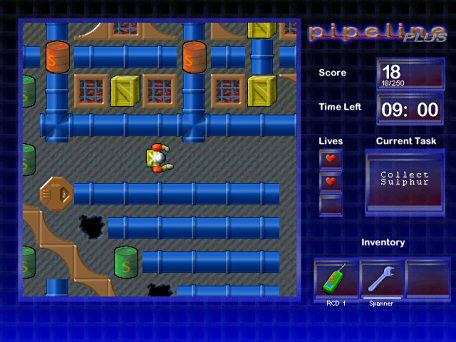 pipeline
PLUS
Score
18
18/250
Time Left
09: 00
Lives
Current Task
Collect
Sulphur
Inventory
RCD 1
Spanner
S
S
S
S